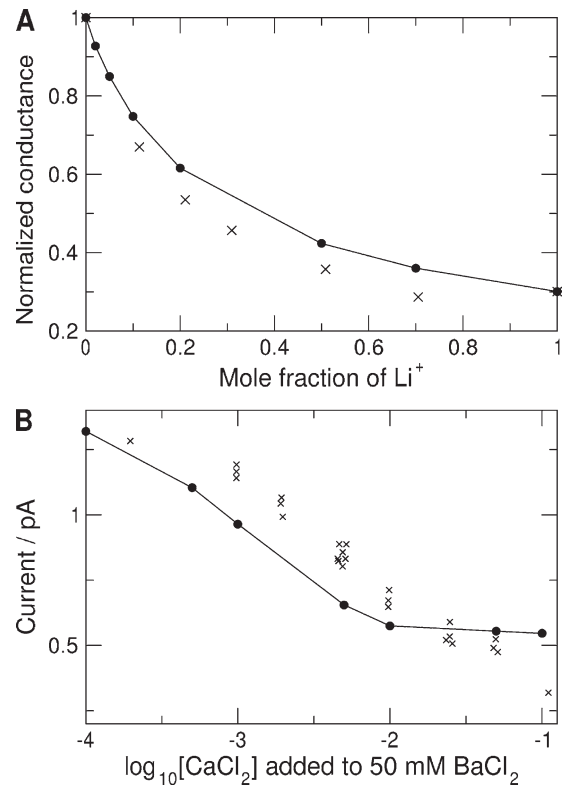 A
1
0.8
0.6
0.4
0.2
Normalized conductance
0 0.2 0.4 0.6 0.8 1
Mole fraction of Li⁺
B
1
0.5
Current / pA
-4 -3 -2 -1
log₁₀[CaCl₂] added to 50 mM BaCl₂